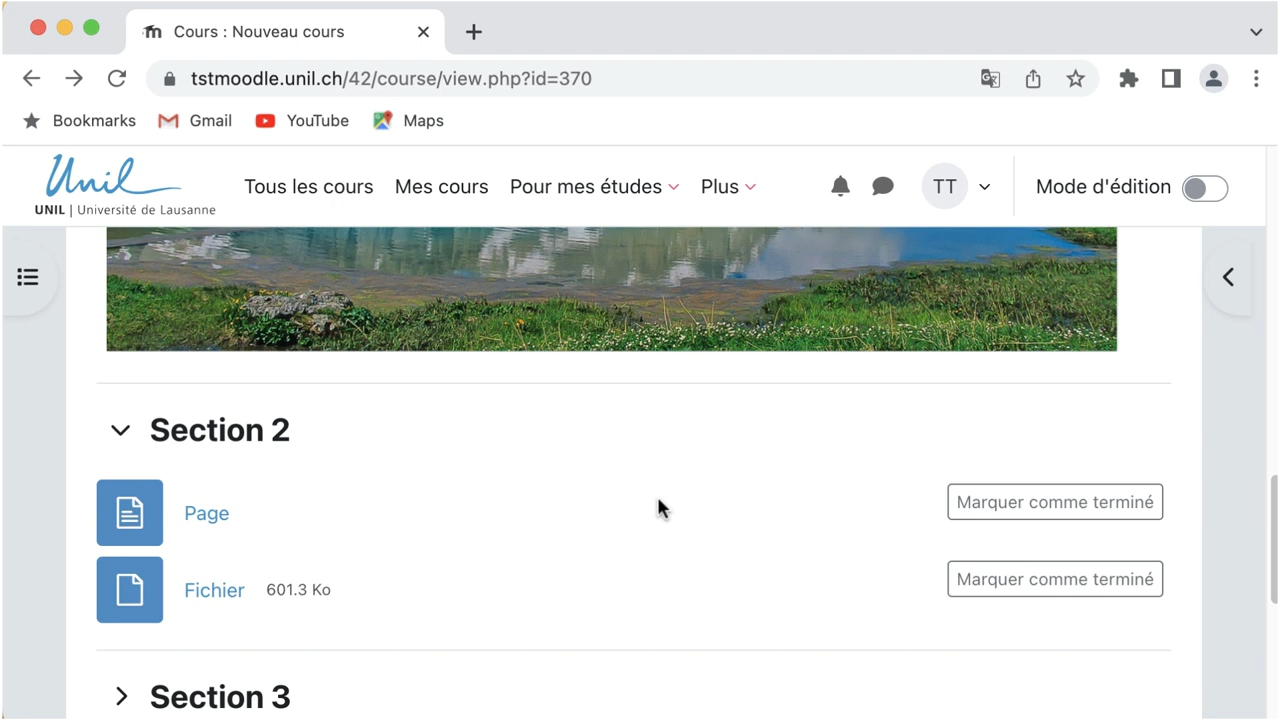 Cours : Nouveau cours
tstmoodle.unil.ch/42/course/view.php?id=370
Bookmarks Gmail YouTube Maps
Unil
UNIL | Université de Lausanne
Tous les cours Mes cours Pour mes études Plus TT Mode d'édition
Section 2
Page Marquer comme terminé
Fichier 601.3 Ko Marquer comme terminé
Section 3